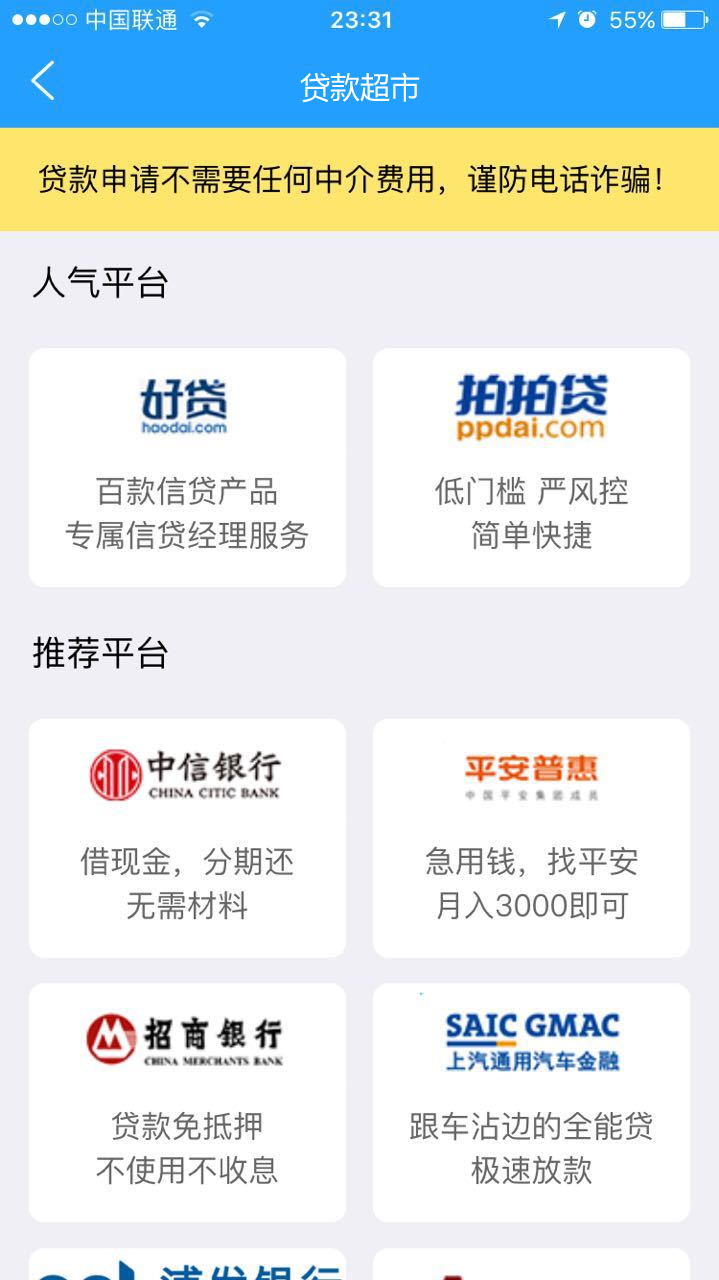 中国联通 23:31 55%
贷款超市
贷款申请不需要任何中介费用，谨防电话诈骗！
人气平台
好贷
haodai.com
百款信贷产品
专属信贷经理服务
拍拍贷
ppdai.com
低门槛 严风控
简单快捷
推荐平台
中信银行
CHINA CITIC BANK
借现金，分期还
无需材料
平安普惠
中国平安集团成员
急用钱，找平安
月入3000即可
招商银行
CHINA MERCHANTS BANK
贷款免抵押
不使用不收息
SAIC GMAC
上汽通用汽车金融
跟车沾边的全能贷
极速放款
浦发银行